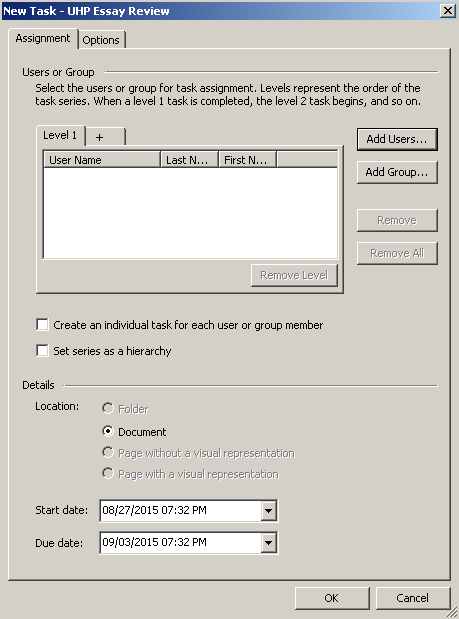 New Task - UHP Essay Review
Assignment
Options
Users or Group
Select the users or group for task assignment. Levels represent the order of the
task series. When a level 1 task is completed, the level 2 task begins, and so on.
Level 1
+
User Name
Last N...
First N...
Add Users...
Add Group...
Remove
Remove All
Remove Level
Create an individual task for each user or group member
Set series as a hierarchy
Details
Location:
Folder
Document
Page without a visual representation
Page with a visual representation
Start date:
08/27/2015 07:32 PM
Due date:
09/03/2015 07:32 PM
OK
Cancel